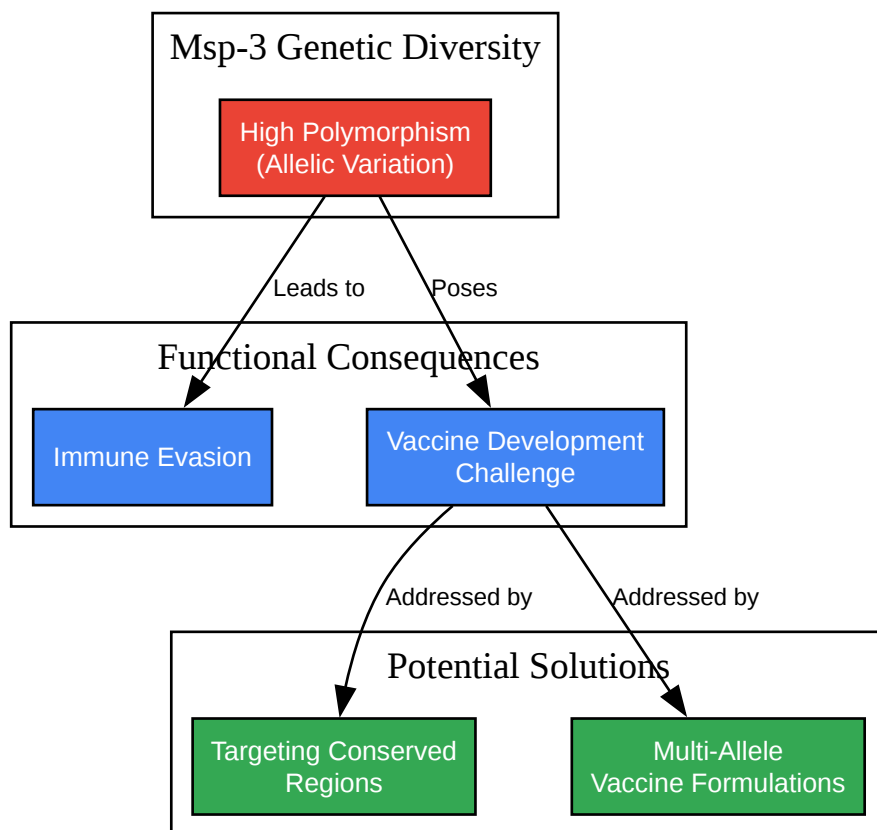 Msp-3 Genetic Diversity
High Polymorphism
(Allelic Variation)
Leads to
Poses
Functional Consequences
Immune Evasion
Vaccine Development
Challenge
Addressed by
Addressed by
Potential Solutions
Targeting Conserved
Regions
Multi-Allele
Vaccine Formulations